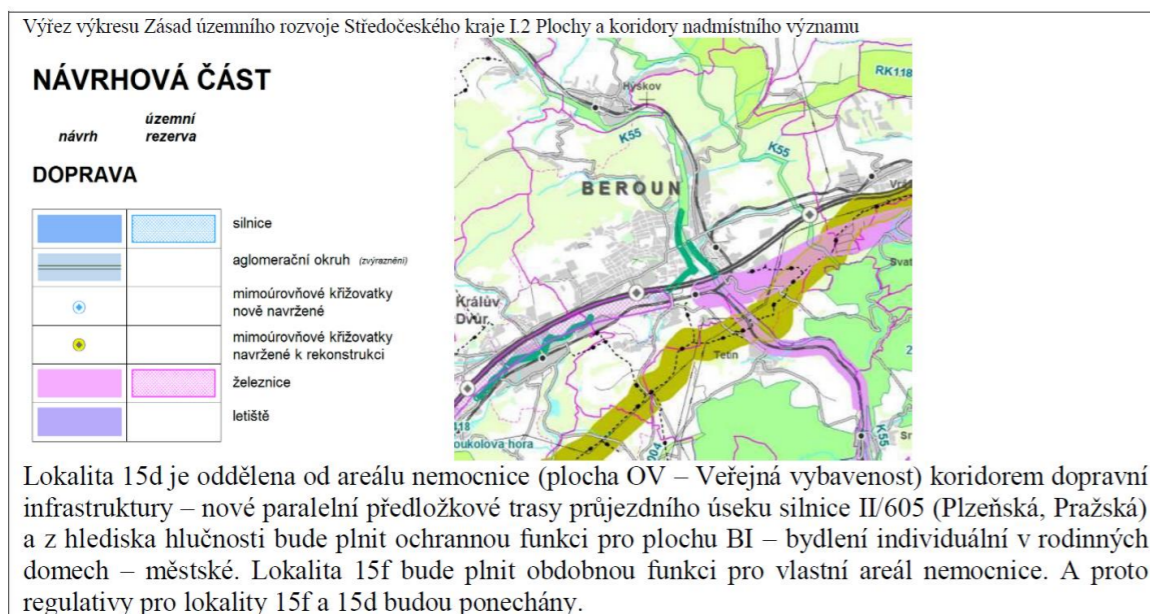 Výřez výkresu Zásad územního rozvoje Středočeského kraje I.2 Plochy a koridory nadmístního významu
NÁVRHOVÁ ČÁST
návrh
územní
rezerva
DOPRAVA
silnice
aglomerační okruh (zvýraznění)
mimoúrovňové křižovatky
nově navržené
mimoúrovňové křižovatky
navržené k rekonstrukci
železnice
letiště
RK118
Hýskov
K55
K55
BEROUN
Králův
Dvůr
Tetín
K55
oukolova hora
Lokalita 15d je oddělena od areálu nemocnice (plocha OV – Veřejná vybavenost) koridorem dopravní
infrastruktury – nové paralelní předložkové trasy průjezdního úseku silnice II/605 (Plzeňská, Pražská)
a z hlediska hlučnosti bude plnit ochrannou funkci pro plochu BI – bydlení individuální v rodinných
domech – městské. Lokalita 15f bude plnit obdobnou funkci pro vlastní areál nemocnice. A proto
regulativy pro lokality 15f a 15d budou ponechány.